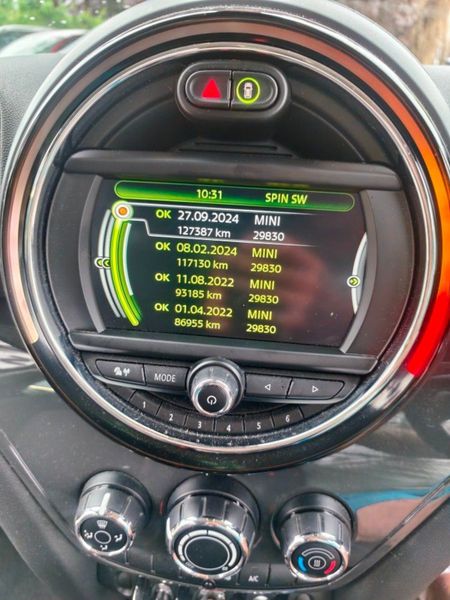 10:31 SPIN SW
OK 27.09.2024 MINI
127387 km 29830
OK 08.02.2024 MINI
117130 km 29830
OK 11.08.2022 MINI
93185 km 29830
OK 01.04.2022 MINI
86955 km 29830
MODE
1 2 3 4 5 6
A/C